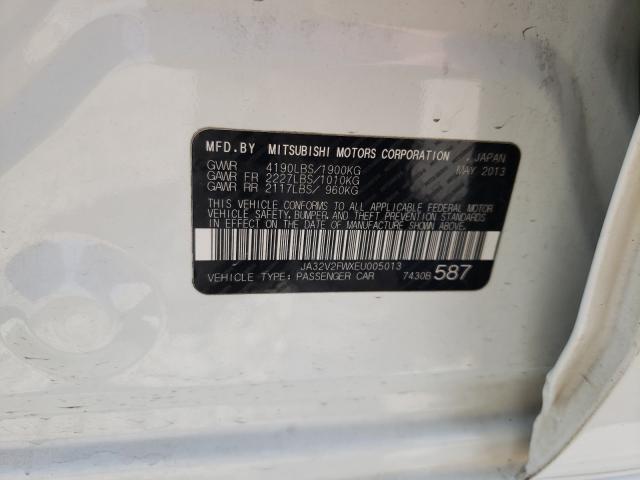 MFD.BY MITSUBISHI MOTORS CORPORATION , JAPAN
GVWR 4190LBS/1900KG MAY 2013
GAWR FR 2227LBS/1010KG
GAWR RR 2117LBS/ 960KG
THIS VEHICLE CONFORMS TO ALL APPLICABLE FEDERAL MOTOR
VEHICLE SAFETY, BUMPER AND THEFT PREVENTION STANDARDS
IN EFFECT ON THE DATE OF MANUFACTURE SHOWN ABOVE.
JA32V2FWXEU005013
VEHICLE TYPE: PASSENGER CAR 7430B 587